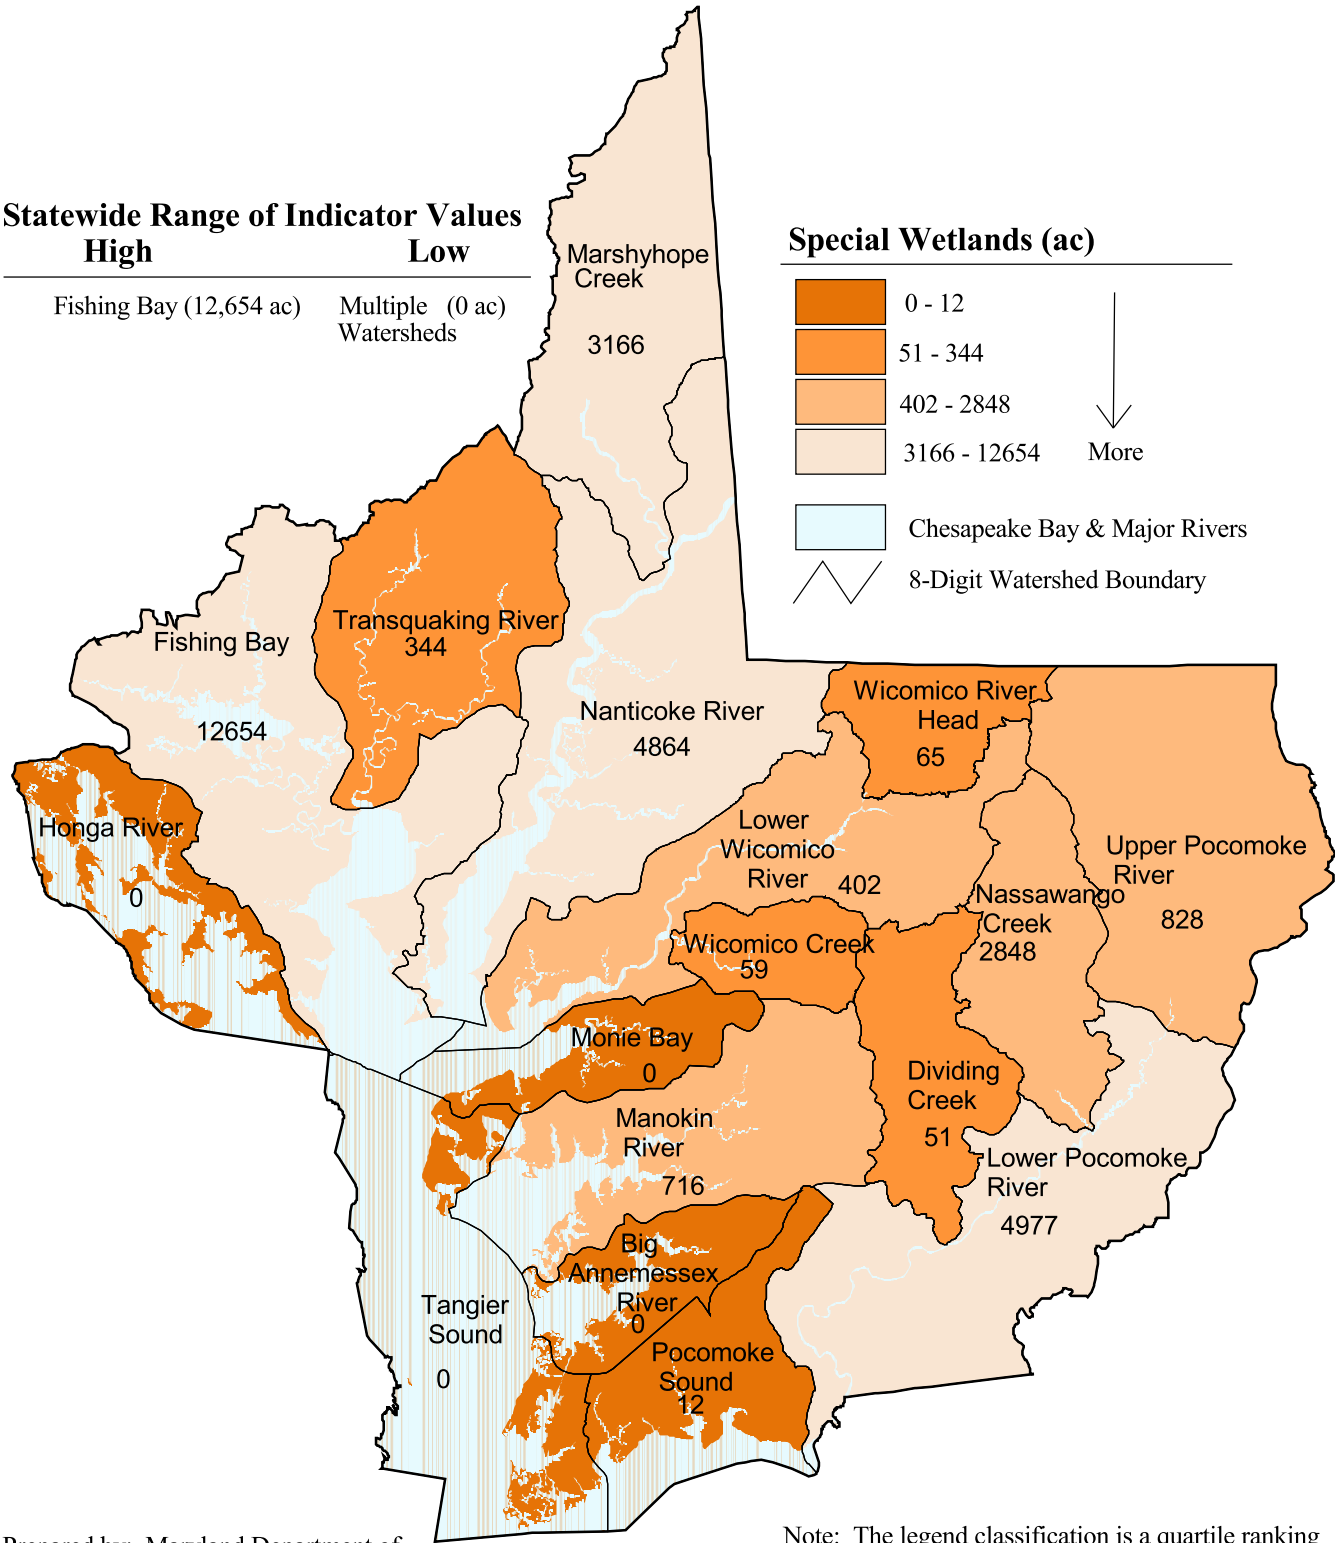 Statewide Range of Indicator Values
High Low
Fishing Bay (12,654 ac) Multiple (0 ac)
Watersheds
Special Wetlands (ac)
0 - 12
51 - 344
402 - 2848
3166 - 12654 More
Chesapeake Bay & Major Rivers
8-Digit Watershed Boundary
Marshyhope
Creek
3166
Transquaking River
344
Fishing Bay
12654
Nanticoke River
4864
Wicomico River
Head
65
Honga River
0
Lower
Wicomico
River 402
Upper Pocomoke
River
828
Nassawango
Creek
2848
Wicomico Creek
59
Monie Bay
0
Dividing
Creek
51
Manokin
River
716
Lower Pocomoke
River
4977
Big
Annemessex
River
0
Tangier
Sound
0
Pocomoke
Sound
12
Prepared by: Maryland Department of
Note: The legend classification is a quartile ranking